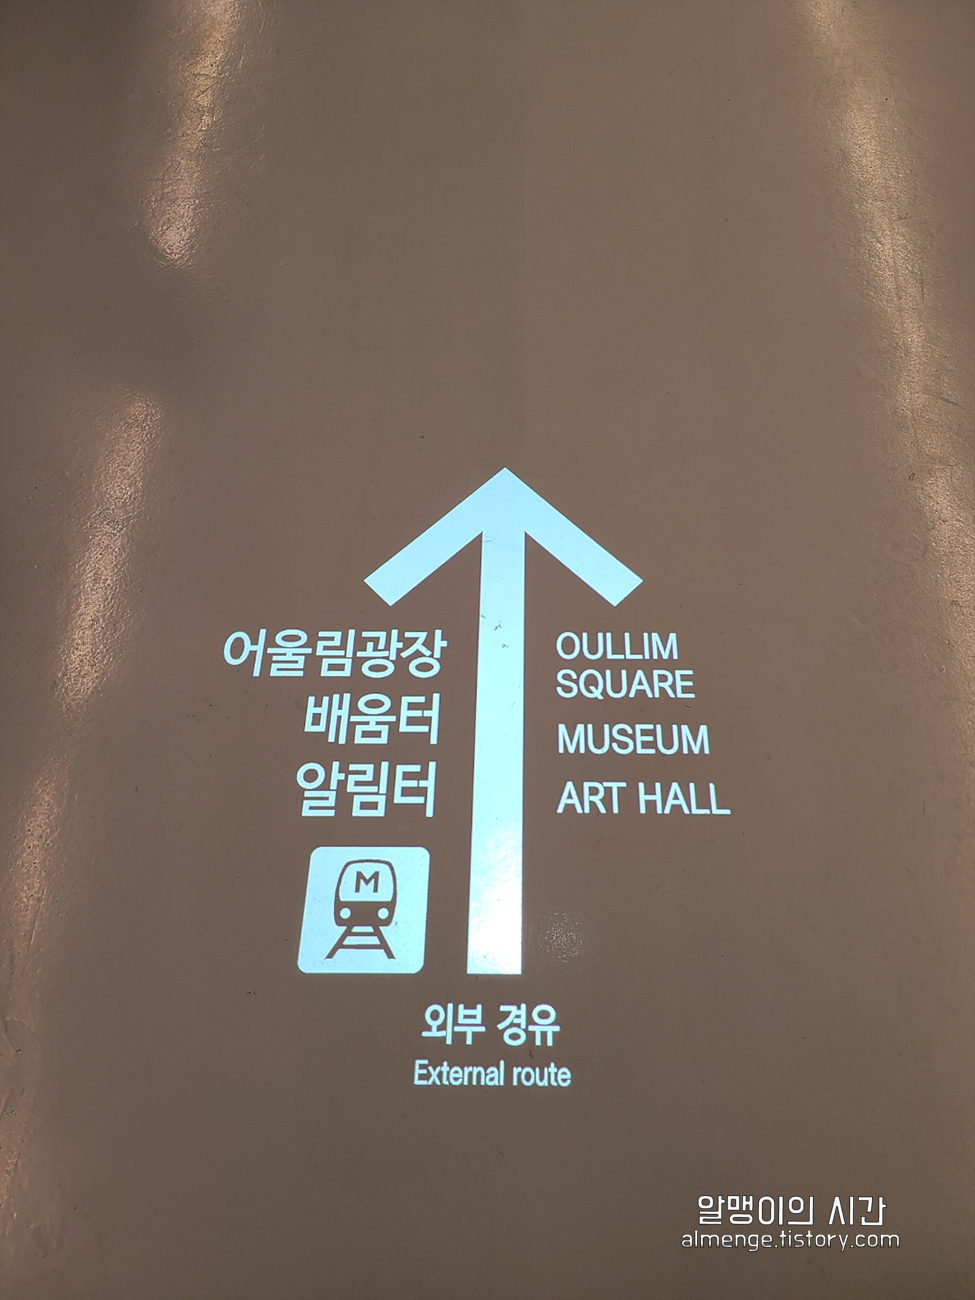 어울림광장
배움터
알림터
OULLIM
SQUARE
MUSEUM
ART HALL
M
외부 경유
External route
알맹이의 시간
almenge.tistory.com